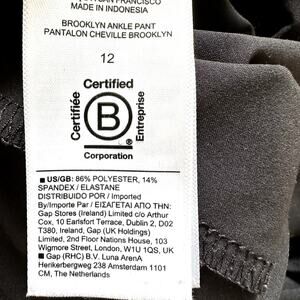 SAN FRANCISCO
MADE IN INDONESIA
BROOKLYN ANKLE PANT
PANTALON CHEVILLE BROOKLYN
12
Certified
Certifiée
B
Entreprise
Corporation
■ US/GB: 86% POLYESTER, 14%
SPANDEX / ELASTANE
DISTRIBUIDO POR / Imported
By/Importe Par / ΕΙΣΑΓΕΤΑΙ ΑΠΟ ΤΗΝ:
Gap Stores (Ireland) Limited c/o Arthur
Cox, 10 Earlsfort Terrace, Dublin 2, D02
T380, Ireland, Gap (UK Holdings)
Limited, 2nd Floor Nations House, 103
Wigmore Street, London, W1U 1QS, UK
■ Gap (RHC) B.V. Luna ArenA
Herikerbergweg 238 Amsterdam 1101
CM, The Netherlands